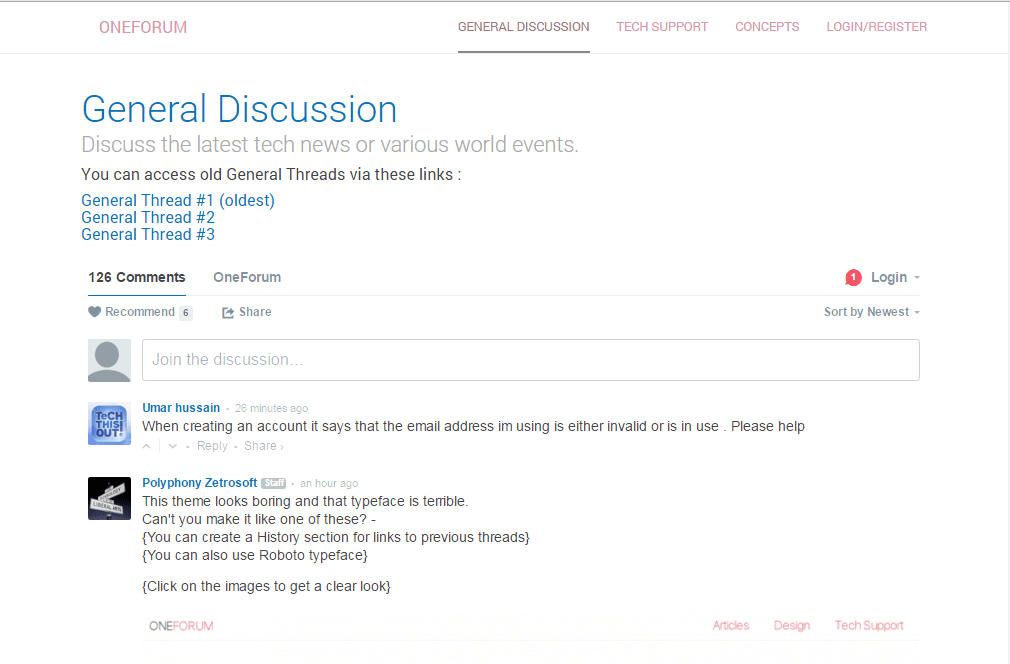 ONEFORUM GENERAL DISCUSSION TECH SUPPORT CONCEPTS LOGIN/REGISTER
General Discussion
Discuss the latest tech news or various world events.
You can access old General Threads via these links :
General Thread #1 (oldest)
General Thread #2
General Thread #3
126 Comments OneForum 1 Login
Recommend 6 Share Sort by Newest
Join the discussion...
TeCH
THIS
OUT!
Umar hussain · 26 minutes ago
When creating an account it says that the email address im using is either invalid or is in use . Please help
· Reply · Share ›
LIBERAL ARTS
Polyphony Zetrosoft Staff · an hour ago
This theme looks boring and that typeface is terrible.
Can't you make it like one of these? -
{You can create a History section for links to previous threads}
{You can also use Roboto typeface}
{Click on the images to get a clear look}
ONEFORUM Articles Design Tech Support